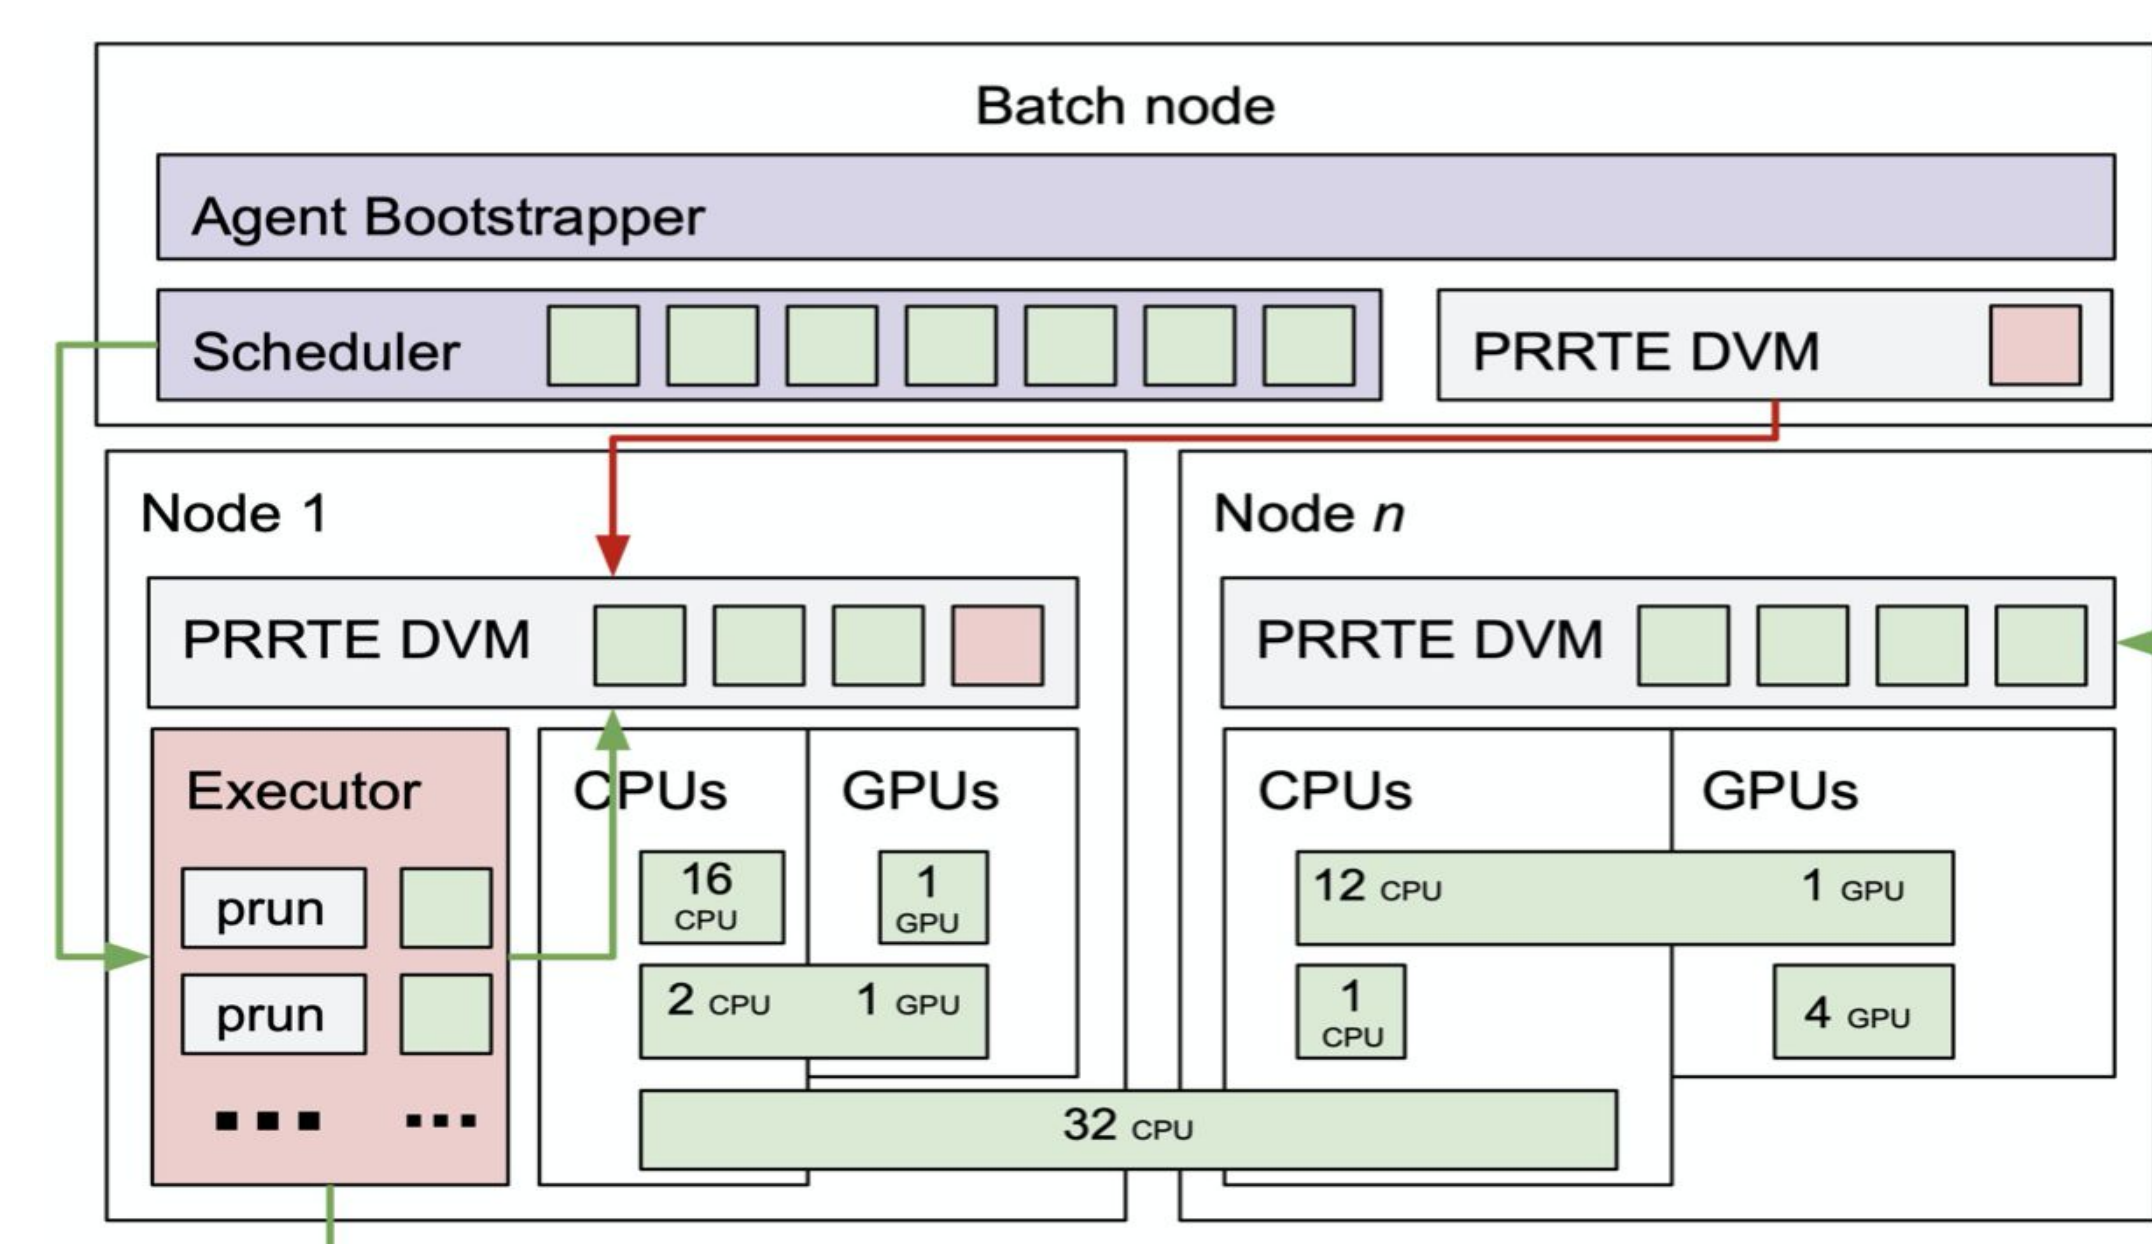 Batch node
Agent Bootstrapper
Scheduler
PRRTE DVM
Node 1
PRRTE DVM
Executor
prun
prun
CPUs
GPUs
16
CPU
1
GPU
2 CPU 1 GPU
32 CPU
Node n
PRRTE DVM
CPUs
GPUs
12 CPU 1 GPU
1
CPU
4 GPU